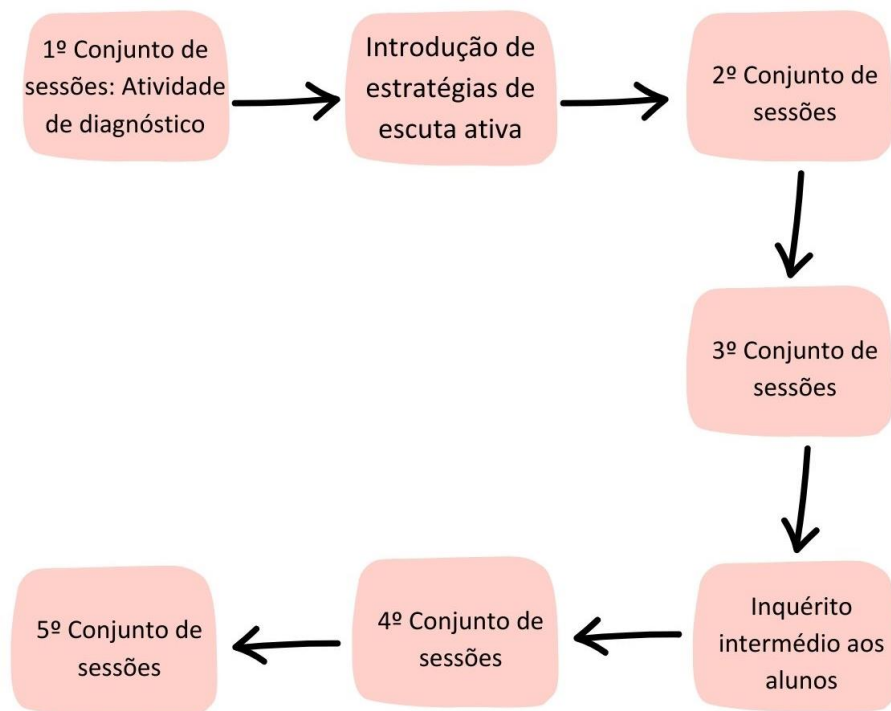 1º Conjunto de
sessões: Atividade
de diagnóstico
Introdução de
estratégias de
escuta ativa
2º Conjunto de
sessões
3º Conjunto de
sessões
Inquérito
intermédio aos
alunos
4º Conjunto de
sessões
5º Conjunto de
sessões